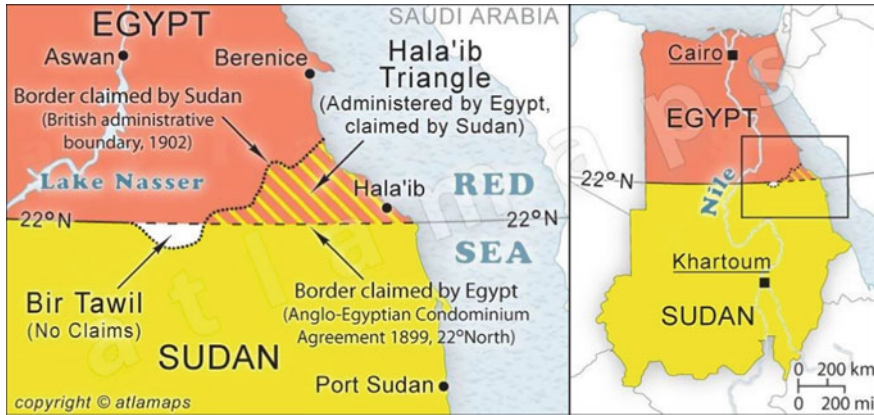 EGYPT
SAUDI ARABIA
Aswan
Berenice
Hala'ib
Triangle
(Administered by Egypt,
claimed by Sudan)
Border claimed by Sudan
(British administrative
boundary, 1902)
Lake Nasser
Hala'ib
RED
SEA
22°N
22°N
Bir Tawil
(No Claims)
Border claimed by Egypt
(Anglo-Egyptian Condominium
Agreement 1899, 22°North)
SUDAN
Port Sudan
copyright © atlamaps
atlamaps
Cairo
EGYPT
22°N
Nile
Khartoum
SUDAN
0 200 km
0 200 mi